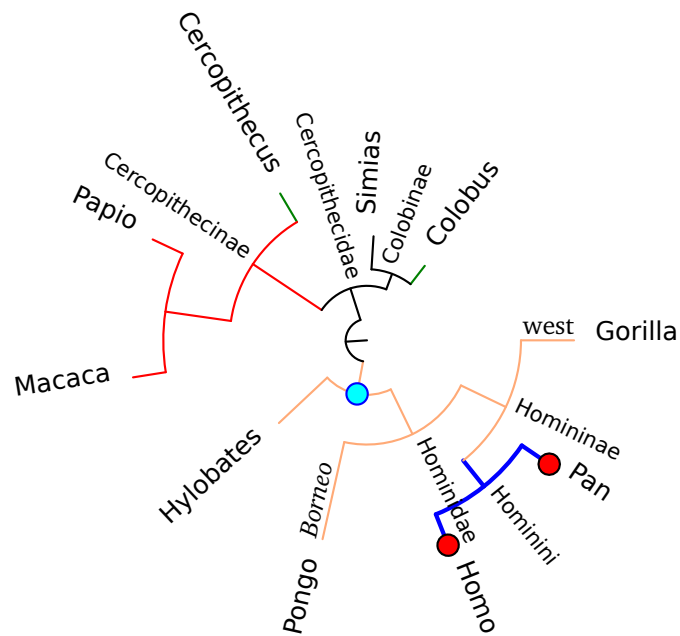 Cercopithecus
Cercopithecidae
Simias
Colobinae
Colobus
Cercopithecinae
Papio
Macaca
west
Gorilla
Homininae
Hylobates
Hominidae
Pan
Borneo
Hominini
Pongo
Homo